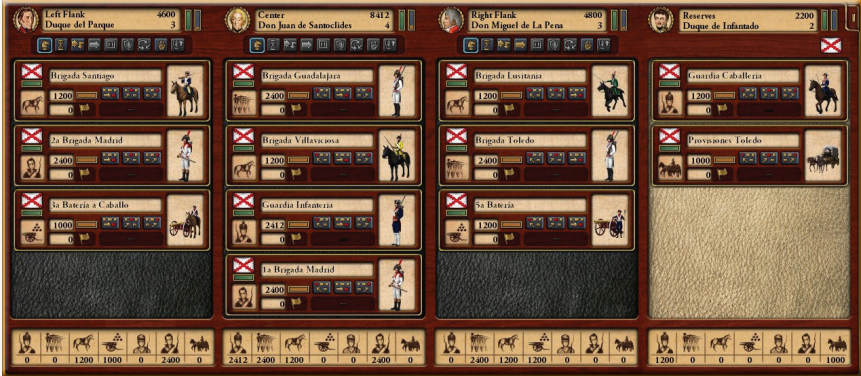 Left Flank 4600
Duque del Parque 3
Brigada Santiago
1200
0
2a Brigada Madrid
2400
0
3a Bateria a Caballo
1000
0
0 0 1200 1000 0 0 2400 0
Center 8412
Don Juan de Santoclides 4
Brigada Guadalajara
2400
0
Brigada Villaviciosa
1200
0
Guardia Infanteria
2412
0
1a Brigada Madrid
2400
0
2412 2400 1200 0 0 0 2400 0
Right Flank 4800
Don Miguel de La Pena 3
Brigada Lusitania
1200
0
Brigada Toledo
2400
0
5a Bateria
1200
0
0 2400 1200 1200 0 0 0 0
Reserves 2200
Duque de Infantado 2
Guardia Caballeria
1200
0
Provisiones Toledo
1000
0
1200 0 0 0 0 0 0 1000